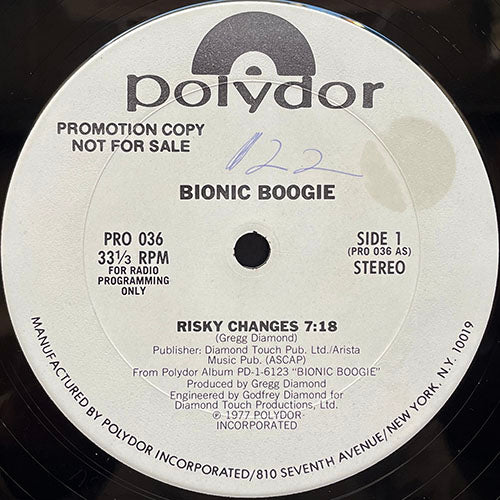 polydor
PROMOTION COPY
NOT FOR SALE
122
BIONIC BOOGIE
PRO 036
33⅓ RPM
FOR RADIO
PROGRAMMING
ONLY
SIDE 1
(PRO 036 AS)
STEREO
RISKY CHANGES 7:18
(Gregg Diamond)
Publisher: Diamond Touch Pub. Ltd./Arista
Music Pub. (ASCAP)
From Polydor Album PD-1-6123 "BIONIC BOOGIE"
Produced by Gregg Diamond
Engineered by Godfrey Diamond for
Diamond Touch Productions, Ltd.
℗ 1977 POLYDOR
INCORPORATED
MANUFACTURED BY POLYDOR INCORPORATED/810 SEVENTH AVENUE/NEW YORK, N.Y. 10019